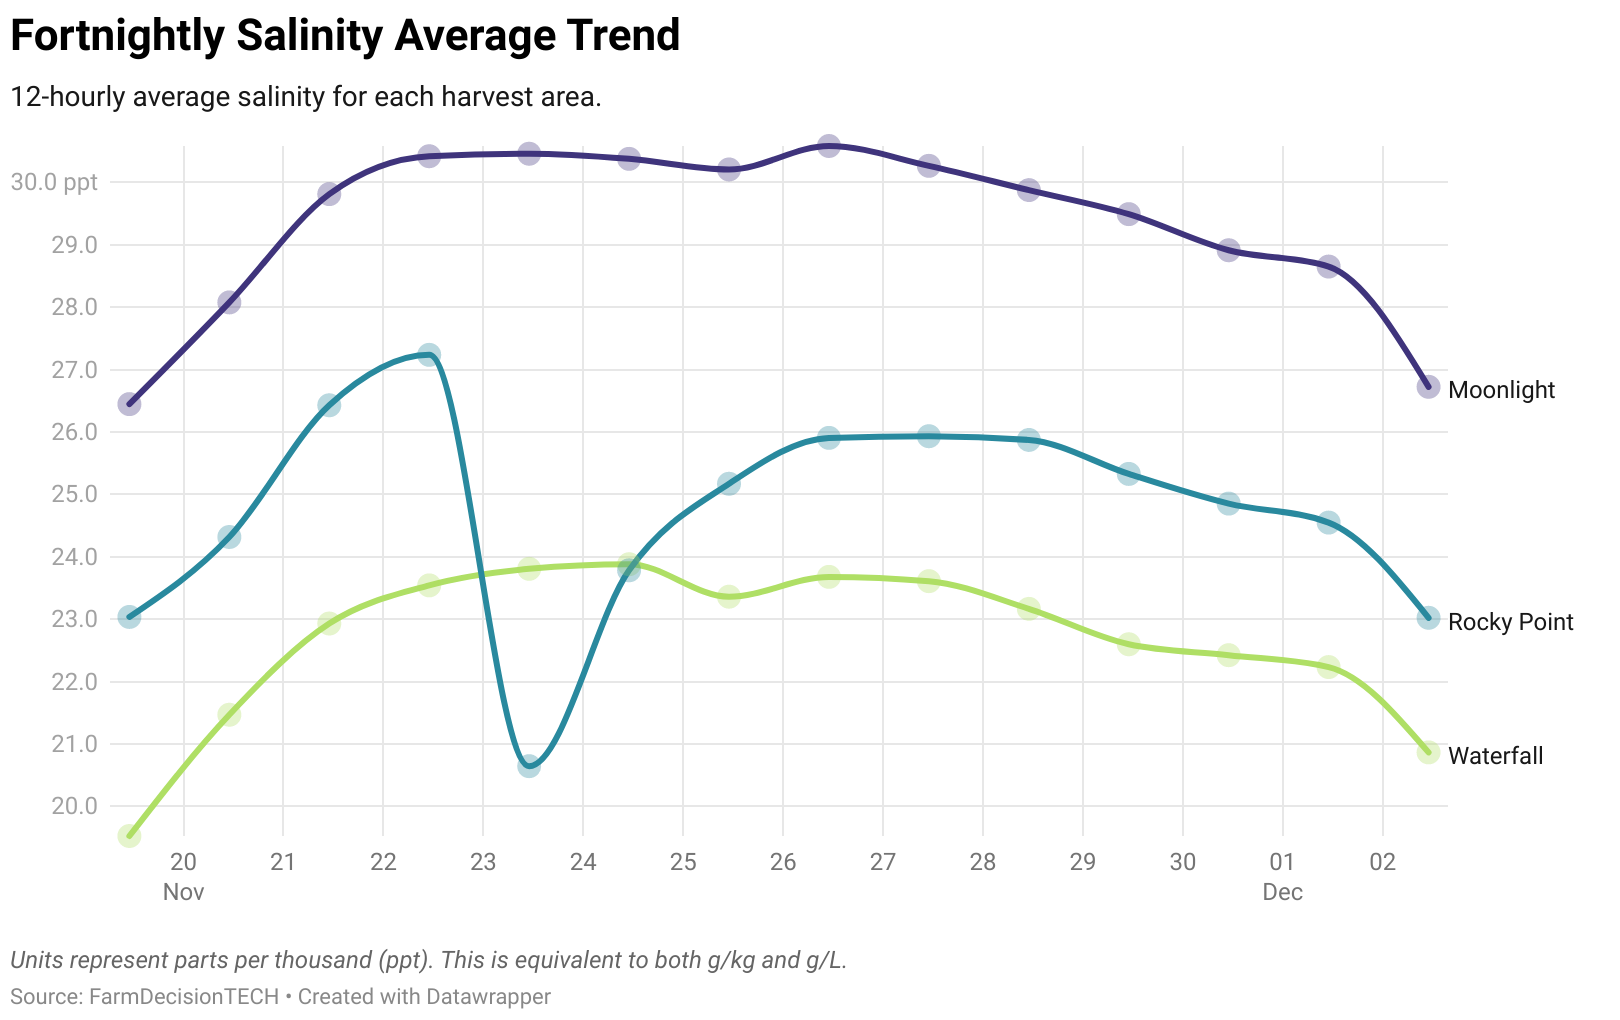 Fortnightly Salinity Average Trend
12-hourly average salinity for each harvest area.
30.0 ppt
29.0
28.0
27.0
26.0
25.0
24.0
23.0
22.0
21.0
20.0
Moonlight
Rocky Point
Waterfall
20 21 22 23 24 25 26 27 28 29 30 01 02
Nov Dec
Units represent parts per thousand (ppt). This is equivalent to both g/kg and g/L.
Source: FarmDecisionTECH • Created with Datawrapper